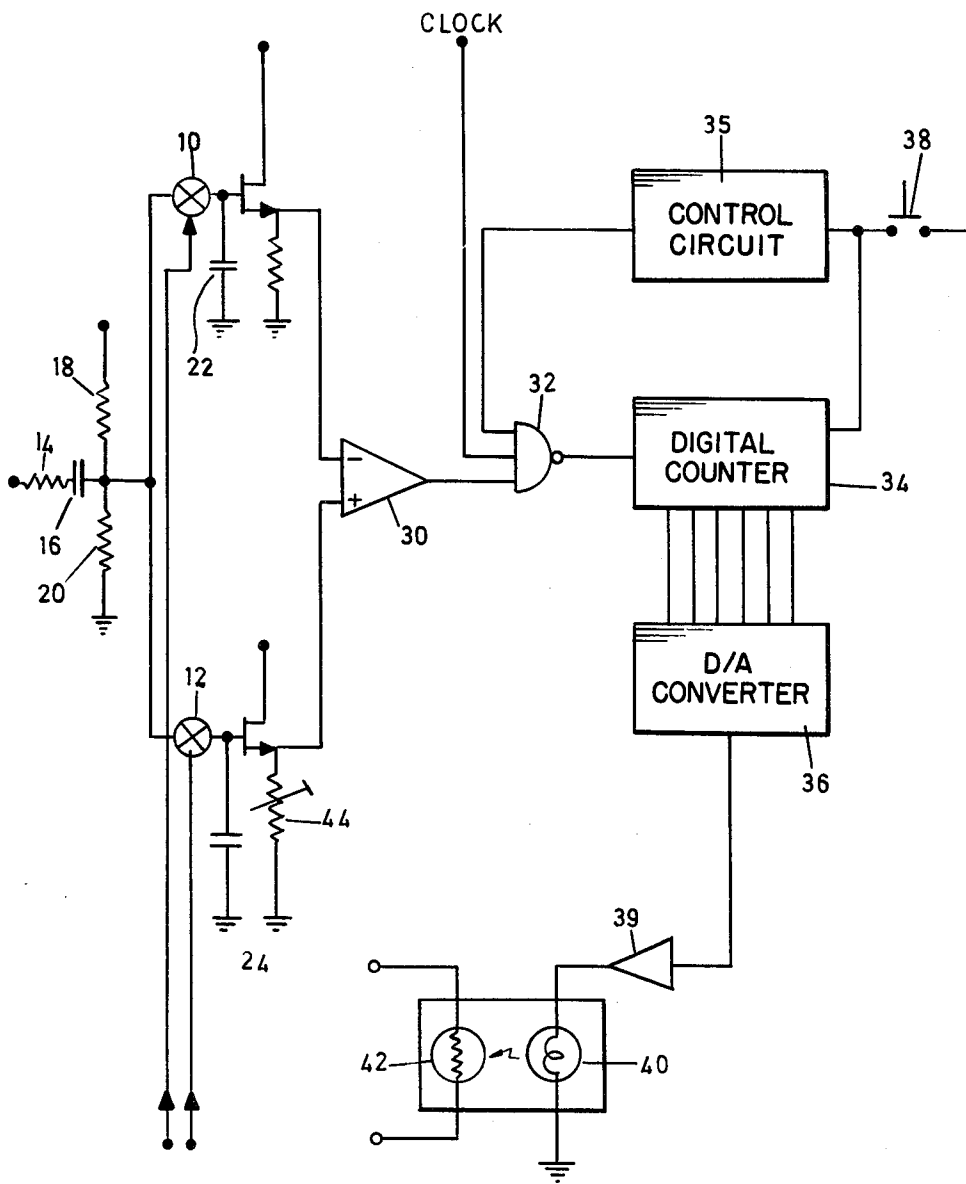 CLOCK
10
35
38
CONTROL
CIRCUIT
22
18
32
14
DIGITAL
COUNTER
−
+
34
16
30
20
12
D/A
CONVERTER
36
44
39
24
42
40